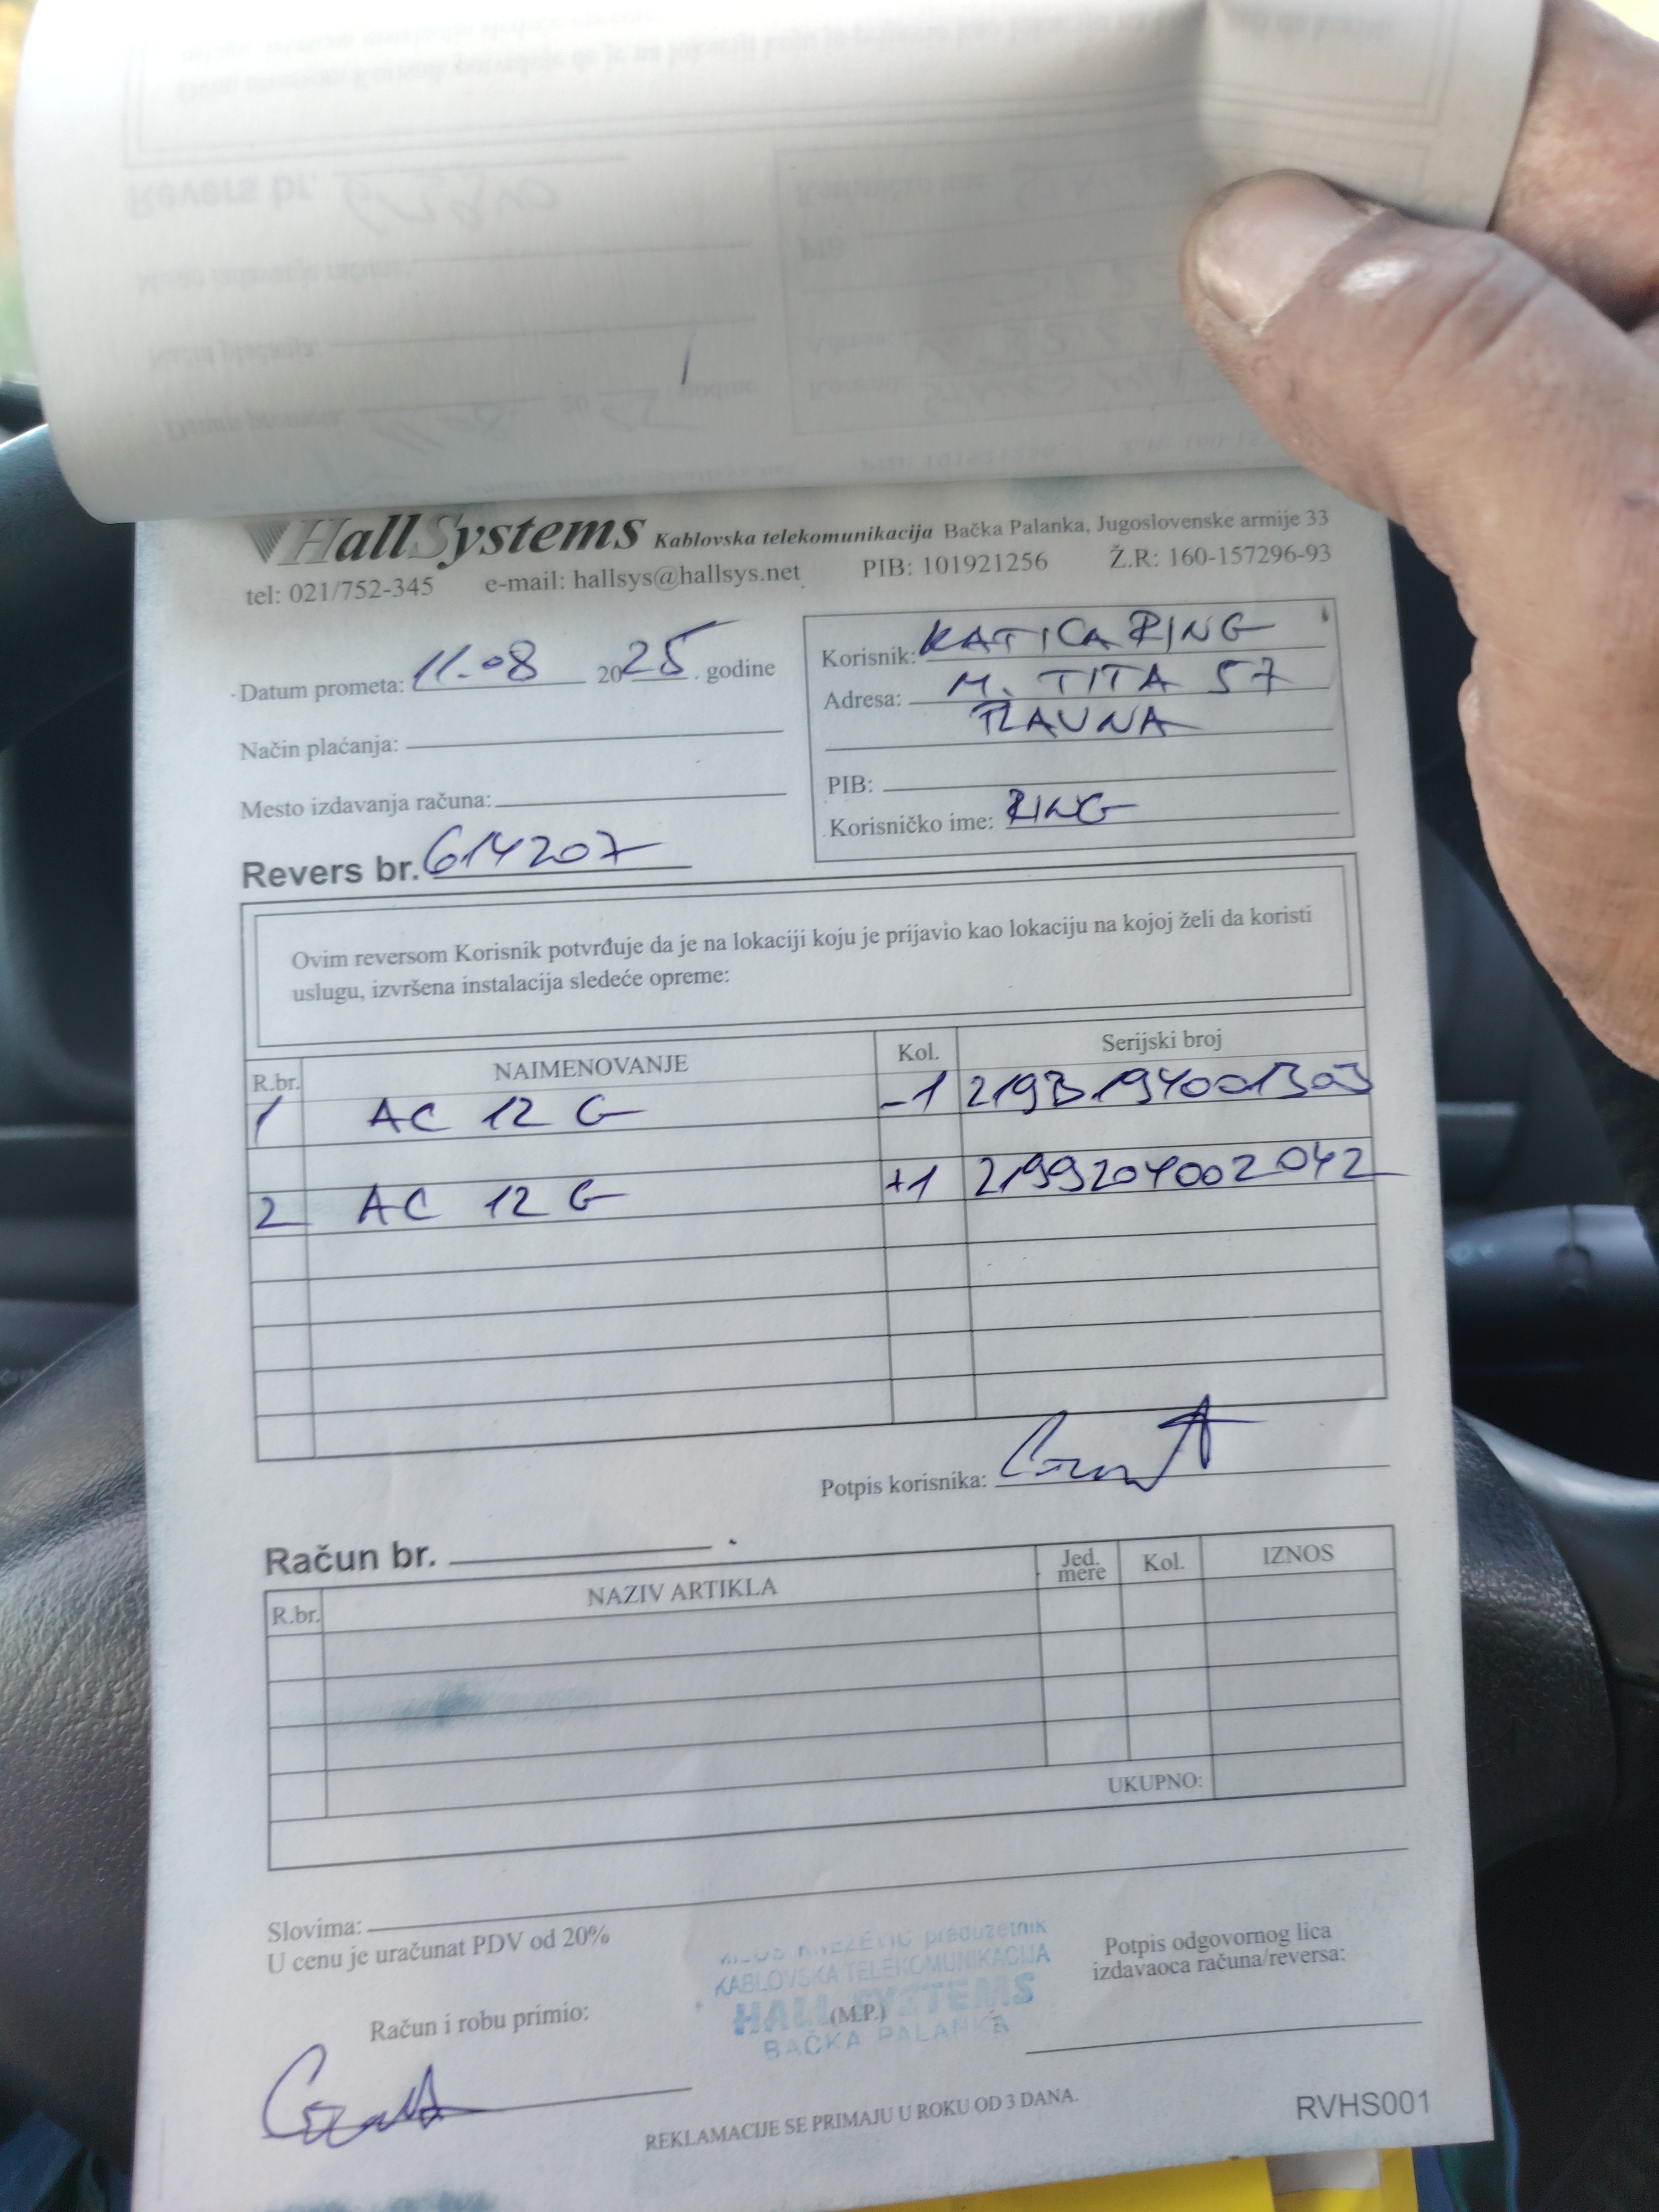 HallSystems Kablovska telekomunikacija Bačka Palanka, Jugoslovenske armije 33
tel: 021/752-345 e-mail: hallsys@hallsys.net PIB: 101921256 Ž.R: 160-157296-93
Datum prometa: 11.08 2025. godine
Način plaćanja:
Mesto izdavanja računa:
Revers br. 614207
Korisnik: KATICA RING
Adresa: M. TITA 57
PLAVNA
PIB:
Korisničko ime: RING
Ovim reversom Korisnik potvrđuje da je na lokaciji koju je prijavio kao lokaciju na kojoj želi da koristi
uslugu, izvršena instalacija sledeće opreme:
R.br. NAIMENOVANJE Kol. Serijski broj
1 AC 12 G -1
2 AC 12 G +1 2199204002042
Potpis korisnika:
Račun br.
R.br. NAZIV ARTIKLA Jed. mere Kol. IZNOS
UKUPNO:
Slovima:
U cenu je uračunat PDV od 20%
Račun i robu primio:
preduzetnik
KABLOVSKA TELEKOMUNIKACIJA
HALL SYSTEMS
(M.P.)
BAČKA PALANKA
Potpis odgovornog lica
izdavaoca računa/reversa:
REKLAMACIJE SE PRIMAJU U ROKU OD 3 DANA.
RVHS001